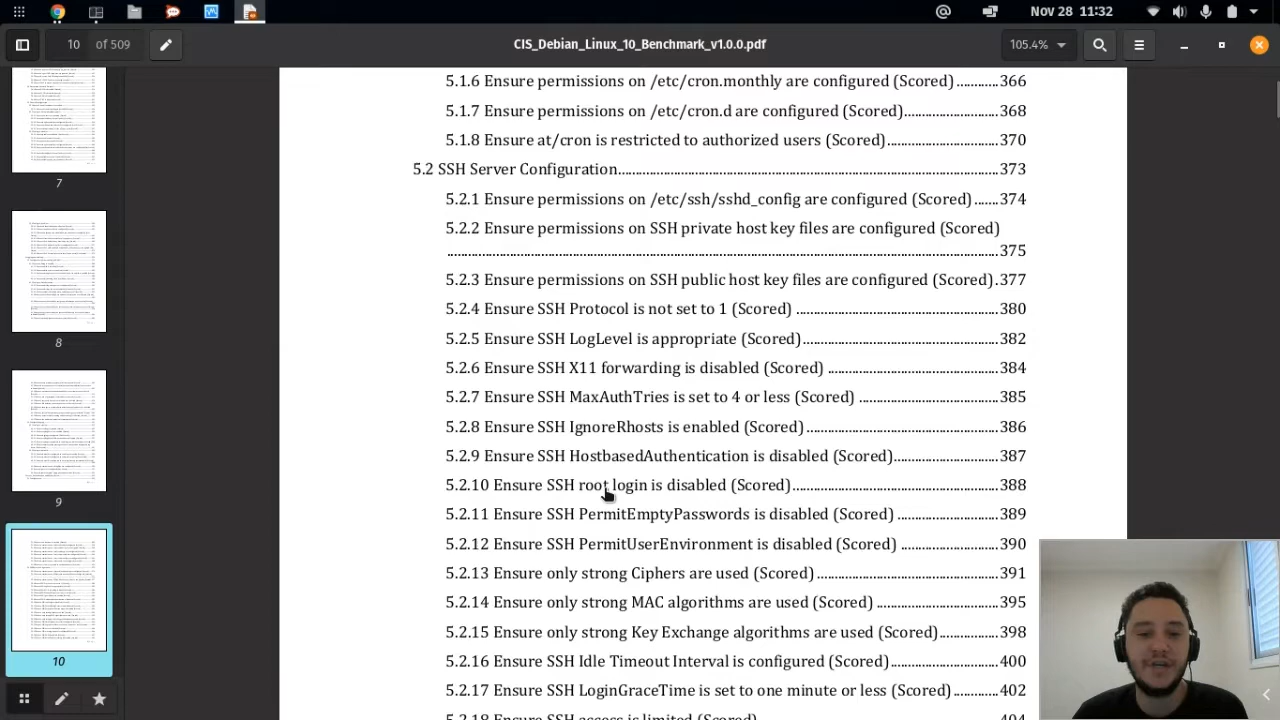 Nov 28 11:32
10 of 509
CIS_Debian_Linux_10_Benchmark_v1.0.0
105.4%
5.1.6 Ensure permissions on /etc/cron.monthly are configured (Scored) 366
5.1.7 Ensure permissions on /etc/cron.d are configured (Scored) 368
5.1.8 Ensure at/cron is restricted to authorized users (Scored) 370
5.2 SSH Server Configuration 373
5.2.1 Ensure permissions on /etc/ssh/sshd_config are configured (Scored) 374
5.2.2 Ensure permissions on SSH private host key files are configured (Scored)
375
5.2.3 Ensure permissions on SSH public host key files are configured (Scored) 377
5.2.4 Ensure SSH Protocol is not set to 1 (Scored) 380
5.2.5 Ensure SSH LogLevel is appropriate (Scored) 382
5.2.6 Ensure SSH X11 forwarding is disabled (Scored) 384
5.2.7 Ensure SSH MaxAuthTries is set to 4 or less (Scored) 385
5.2.8 Ensure SSH IgnoreRhosts is enabled (Scored) 386
5.2.9 Ensure SSH HostbasedAuthentication is disabled (Scored) 387
5.2.10 Ensure SSH root login is disabled (Scored) 388
5.2.11 Ensure SSH PermitEmptyPasswords is disabled (Scored) 389
5.2.12 Ensure SSH PermitUserEnvironment is disabled (Scored) 390
5.2.13 Ensure only strong Ciphers are used (Scored)
5.2.14 Ensure only strong MAC algorithms are used (Scored)
5.2.15 Ensure only strong Key Exchange algorithms are used (Scored) 398
5.2.16 Ensure SSH Idle Timeout Interval is configured (Scored) 400
5.2.17 Ensure SSH LoginGraceTime is set to one minute or less (Scored) 402
5.2.18 Ensure SSH access is limited (Scored) 404
7
8
9
10